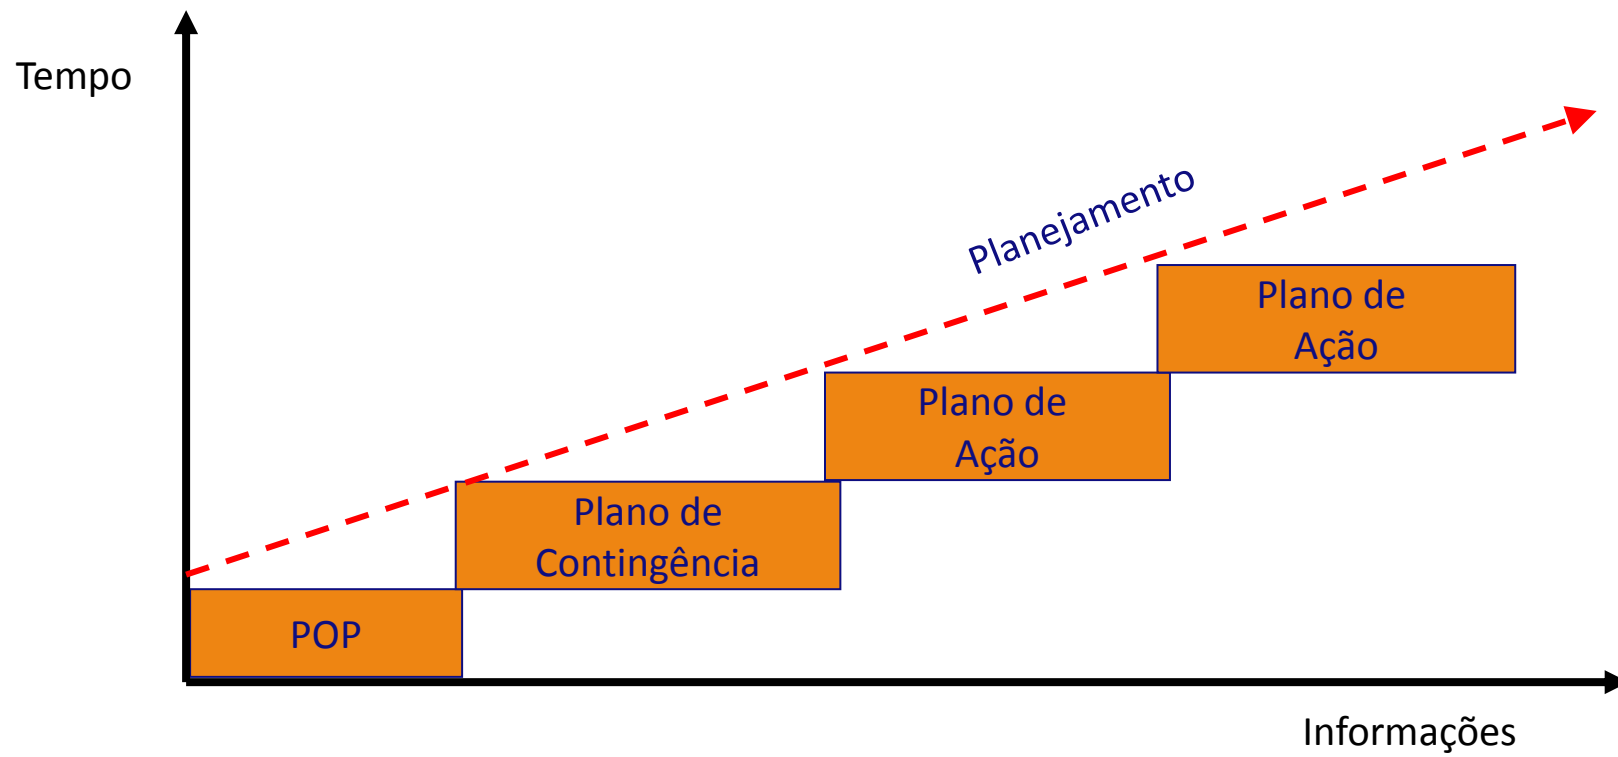 Tempo
Planejamento
Plano de
Ação
Plano de
Ação
Plano de
Contingência
POP
Informações